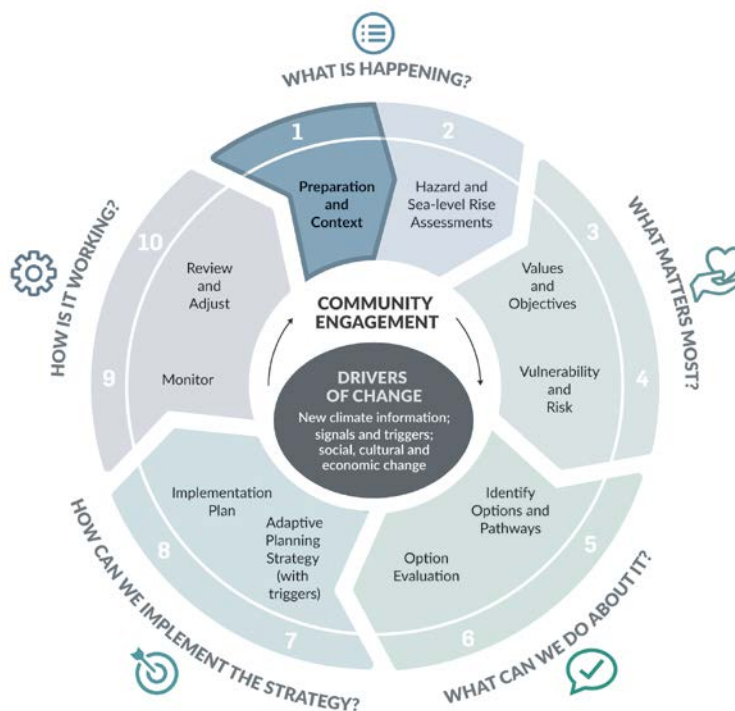 WHAT IS HAPPENING?
1
Preparation
and
Context
2
Hazard and
Sea-level Rise
Assessments
WHAT MATTERS MOST?
3
Values
and
Objectives
4
Vulnerability
and
Risk
WHAT CAN WE DO ABOUT IT?
5
Identify
Options and
Pathways
6
Option
Evaluation
HOW CAN WE IMPLEMENT THE STRATEGY?
7
Adaptive
Planning
Strategy
(with
triggers)
8
Implementation
Plan
HOW IS IT WORKING?
9
Monitor
10
Review
and
Adjust
COMMUNITY
ENGAGEMENT
DRIVERS
OF CHANGE
New climate information;
signals and triggers;
social, cultural and
economic change